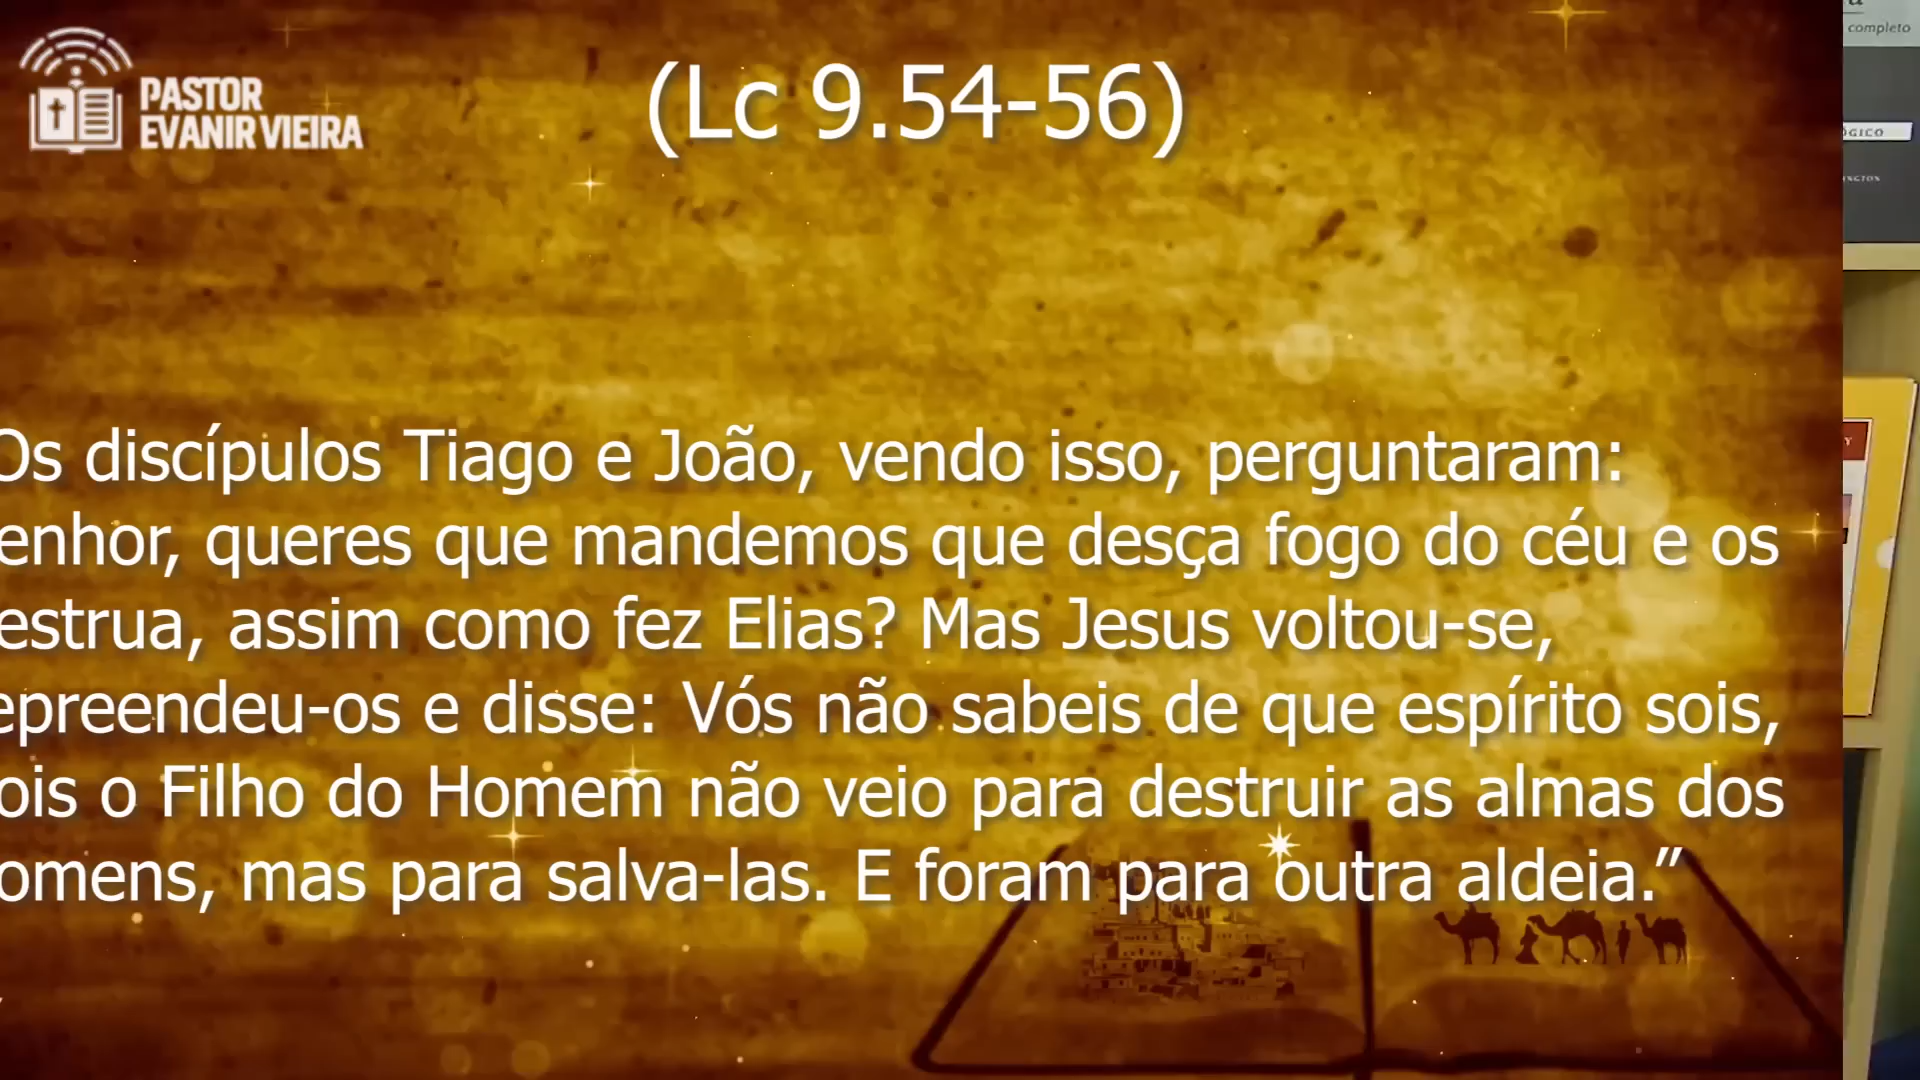 PASTOR
EVANIR VIEIRA
(Lc 9.54-56)
Os discípulos Tiago e João, vendo isso, perguntaram:
enhor, queres que mandemos que desça fogo do céu e os
estrua, assim como fez Elias? Mas Jesus voltou-se,
epreendeu-os e disse: Vós não sabeis de que espírito sois,
ois o Filho do Homem não veio para destruir as almas dos
omens, mas para salva-las. E foram para outra aldeia.”
completo